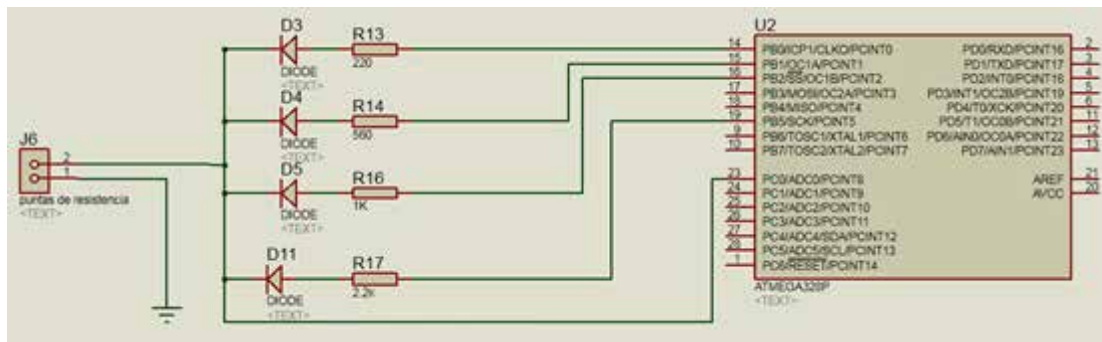 D3
DIODE
<TEXT>
R13
220
D4
DIODE
<TEXT>
R14
560
D5
DIODE
<TEXT>
R16
1K
D11
DIODE
<TEXT>
R17
2.2k
J6
2
1
puntas de resistencia
<TEXT>
U2
14 PB0/ICP1/CLKO/PCINT0 PD0/RXD/PCINT16 2
15 PB1/OC1A/PCINT1 PD1/TXD/PCINT17 3
16 PB2/SS/OC1B/PCINT2 PD2/INT0/PCINT18 4
17 PB3/MOSI/OC2A/PCINT3 PD3/INT1/OC2B/PCINT19 5
18 PB4/MISO/PCINT4 PD4/T0/XCK/PCINT20 6
19 PB5/SCK/PCINT5 PD5/T1/OC0B/PCINT21 11
9 PB6/TOSC1/XTAL1/PCINT6 PD6/AIN0/OC0A/PCINT22 12
10 PB7/TOSC2/XTAL2/PCINT7 PD7/AIN1/PCINT23 13
23 PC0/ADC0/PCINT8 AREF 21
24 PC1/ADC1/PCINT9 AVCC 20
25 PC2/ADC2/PCINT10
26 PC3/ADC3/PCINT11
27 PC4/ADC4/SDA/PCINT12
28 PC5/ADC5/SCL/PCINT13
1 PC6/RESET/PCINT14
ATMEGA328P
<TEXT>